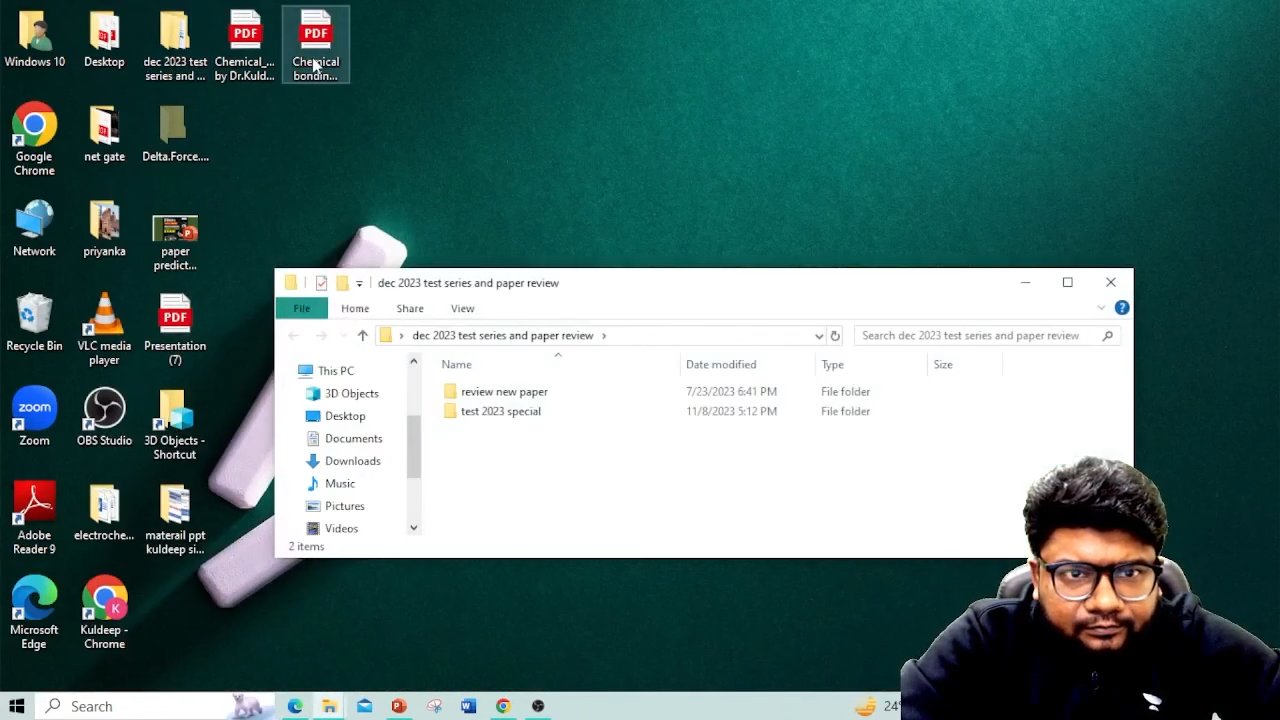 Windows 10
Desktop
dec 2023 test
series and ...
PDF
Chemical_...
by Dr.Kuld...
PDF
Chemical
bondin...
Google
Chrome
net gate
Delta.Force....
Network
priyanka
paper
predict...
Recycle Bin
VLC media
player
PDF
Presentation
(7)
zoom
Zoom
OBS Studio
3D Objects -
Shortcut
Adobe
Reader 9
electroche...
materail ppt
kuldeep si...
Microsoft
Edge
K
Kuldeep -
Chrome
dec 2023 test series and paper review
File Home Share View
dec 2023 test series and paper review
Search dec 2023 test series and paper review
This PC
3D Objects
Desktop
Documents
Downloads
Music
Pictures
Videos
Name Date modified Type Size
review new paper 7/23/2023 6:41 PM File folder
test 2023 special 11/8/2023 5:12 PM File folder
2 items
Search
24°